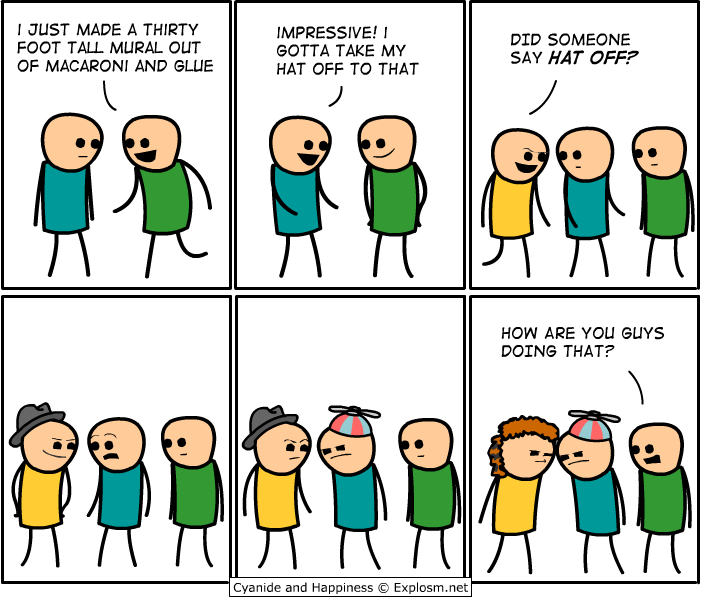 I JUST MADE A THIRTY
FOOT TALL MURAL OUT
OF MACARONI AND GLUE
IMPRESSIVE! I
GOTTA TAKE MY
HAT OFF TO THAT
DID SOMEONE
SAY HAT OFF?
HOW ARE YOU GUYS
DOING THAT?
Cyanide and Happiness © Explosm.net